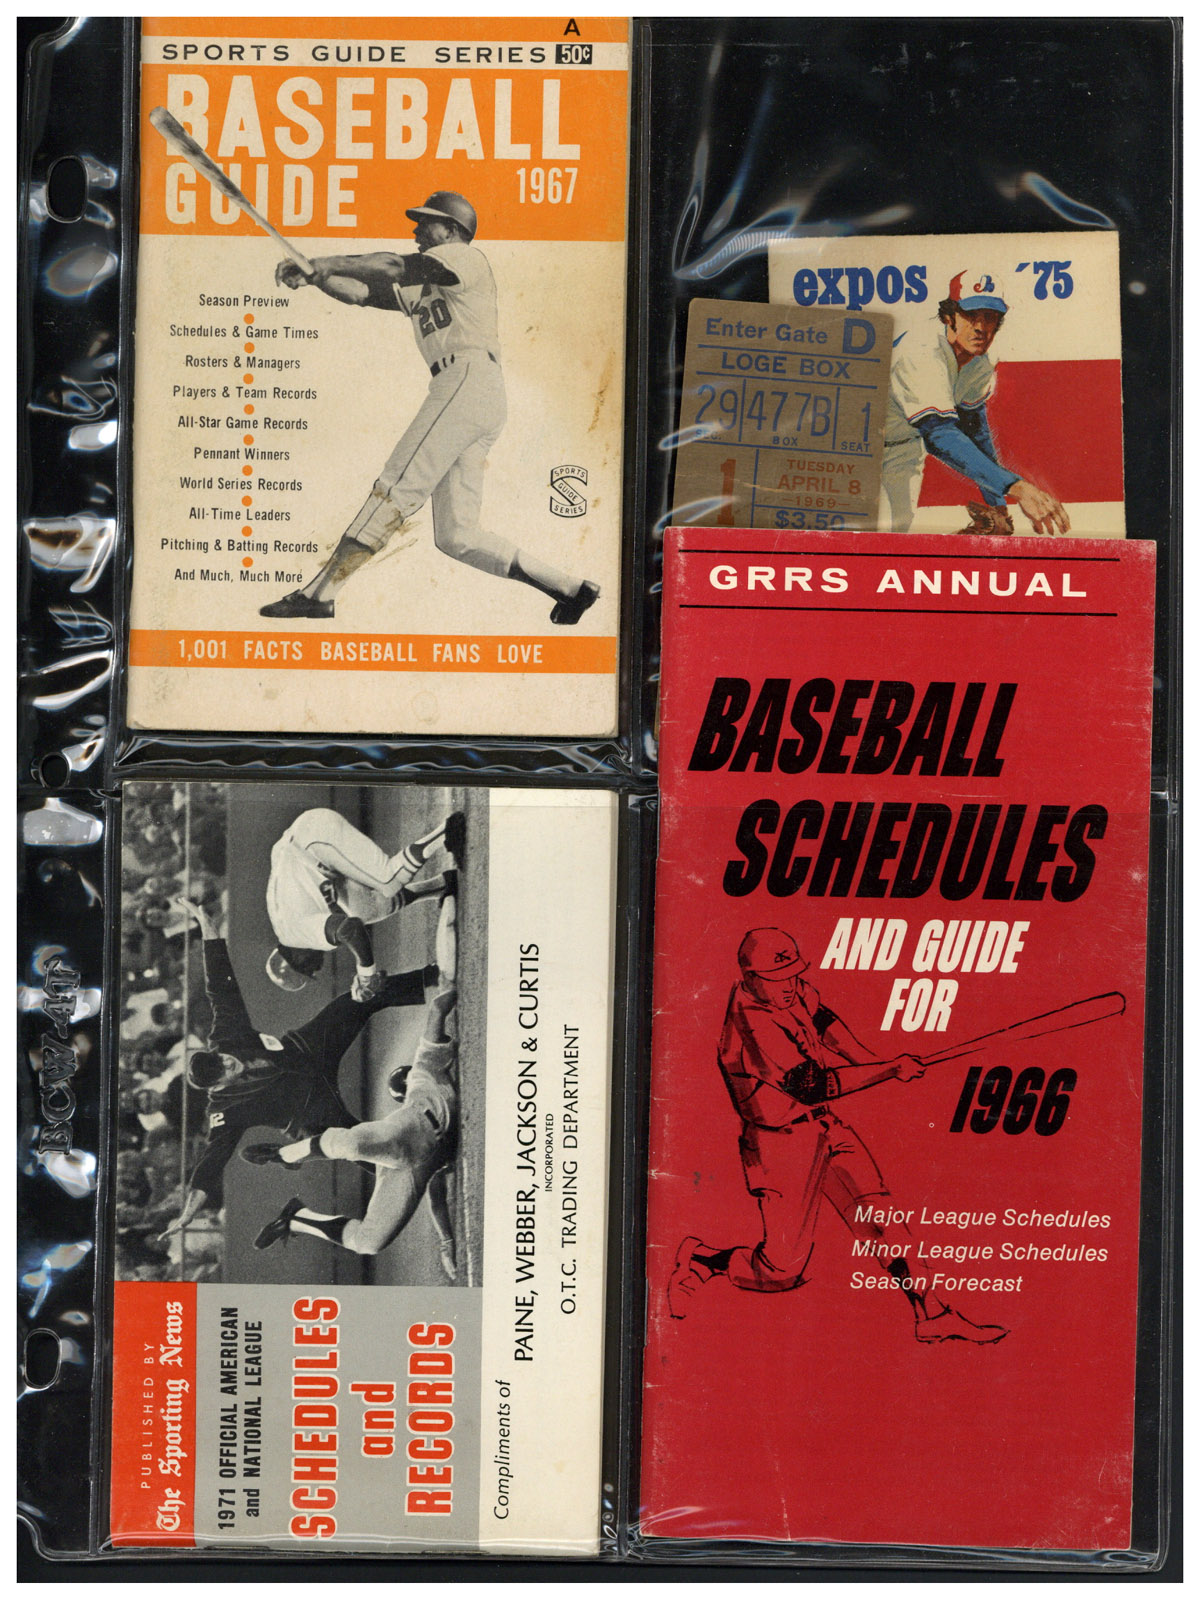 A
SPORTS GUIDE SERIES 50¢
BASEBALL
GUIDE
1967
20
Season Preview
Schedules & Game Times
Rosters & Managers
Players & Team Records
All-Star Game Records
Pennant Winners
World Series Records
All-Time Leaders
Pitching & Batting Records
And Much, Much More
SPORTS
GUIDE
SERIES
1,001 FACTS BASEBALL FANS LOVE
expos '75
Enter Gate D
LOGE BOX
29 477B 1
SEC. BOX SEAT
1
TUESDAY
APRIL 8
—1969—
$3.50
GRRS ANNUAL
BASEBALL
SCHEDULES
AND GUIDE
FOR
1966
Major League Schedules
Minor League Schedules
Season Forecast
PUBLISHED BY
The Sporting News
1971 OFFICIAL AMERICAN
and NATIONAL LEAGUE
SCHEDULES
and
RECORDS
Compliments of
PAINE, WEBBER, JACKSON & CURTIS
INCORPORATED
O.T.C. TRADING DEPARTMENT
BCW-4T